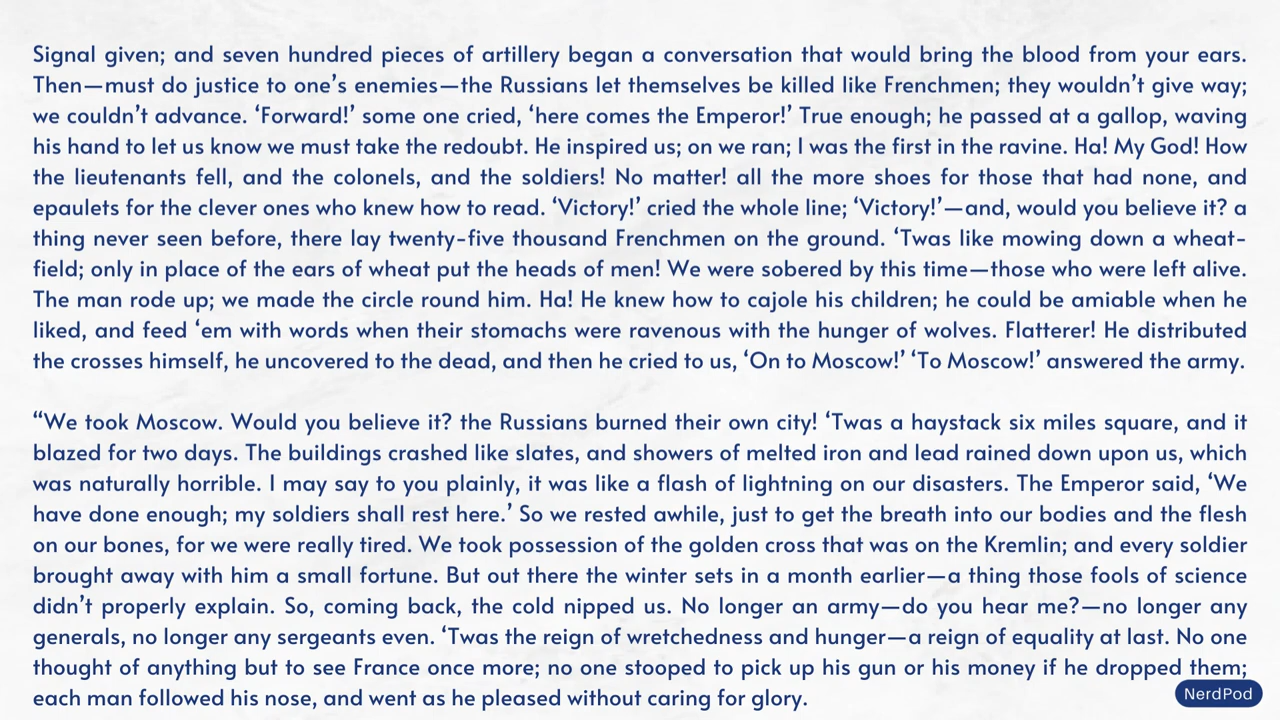 Signal given; and seven hundred pieces of artillery began a conversation that would bring the blood from your ears.
Then—must do justice to one’s enemies—the Russians let themselves be killed like Frenchmen; they wouldn’t give way;
we couldn’t advance. ‘Forward!’ some one cried, ‘here comes the Emperor!’ True enough; he passed at a gallop, waving
his hand to let us know we must take the redoubt. He inspired us; on we ran; I was the first in the ravine. Ha! My God! How
the lieutenants fell, and the colonels, and the soldiers! No matter! all the more shoes for those that had none, and
epaulets for the clever ones who knew how to read. ‘Victory!’ cried the whole line; ‘Victory!’—and, would you believe it? a
thing never seen before, there lay twenty-five thousand Frenchmen on the ground. ‘Twas like mowing down a wheat-
field; only in place of the ears of wheat put the heads of men! We were sobered by this time—those who were left alive.
The man rode up; we made the circle round him. Ha! He knew how to cajole his children; he could be amiable when he
liked, and feed ‘em with words when their stomachs were ravenous with the hunger of wolves. Flatterer! He distributed
the crosses himself, he uncovered to the dead, and then he cried to us, ‘On to Moscow!’ ‘To Moscow!’ answered the army.
“We took Moscow. Would you believe it? the Russians burned their own city! ‘Twas a haystack six miles square, and it
blazed for two days. The buildings crashed like slates, and showers of melted iron and lead rained down upon us, which
was naturally horrible. I may say to you plainly, it was like a flash of lightning on our disasters. The Emperor said, ‘We
have done enough; my soldiers shall rest here.’ So we rested awhile, just to get the breath into our bodies and the flesh
on our bones, for we were really tired. We took possession of the golden cross that was on the Kremlin; and every soldier
brought away with him a small fortune. But out there the winter sets in a month earlier—a thing those fools of science
didn’t properly explain. So, coming back, the cold nipped us. No longer an army—do you hear me?—no longer any
generals, no longer any sergeants even. ‘Twas the reign of wretchedness and hunger—a reign of equality at last. No one
thought of anything but to see France once more; no one stooped to pick up his gun or his money if he dropped them;
each man followed his nose, and went as he pleased without caring for glory.
NerdPod